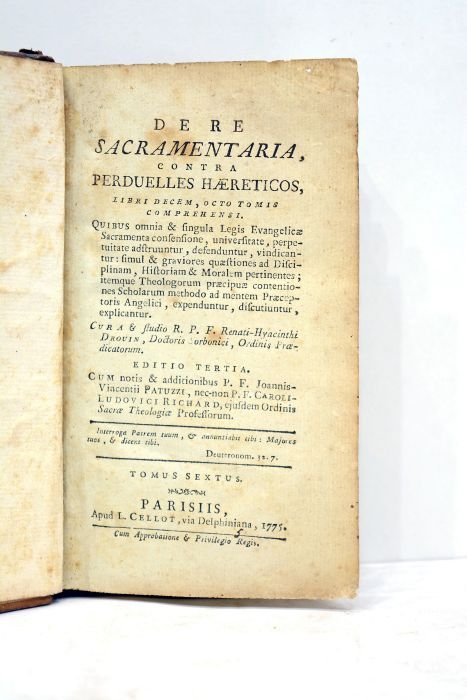 DE RE
SACRAMENTARIA,
CONTRA
PERDUELLES HÆRETICOS,
LIBRI DECEM, OCTO TOMIS
COMPREHENSI.
QUIBUS omnia & singula Legis Evangelicæ
Sacramenta consensione, universitate, perpe-
tuitate adstruuntur, defenduntur, vindican-
tur: simul & graviores quæstiones ad Disci-
plinam, Historiam & Moralem pertinentes;
itemque Theologorum præcipuæ contentio-
nes Scholarum methodo ad mentem Præcep-
toris Angelici, expenduntur, discutiuntur,
explicantur.
CURA & studio R. P. F. Renati-Hyacinthi
DROUIN, Doctoris Sorbonici, Ordinis Præ-
dicatorum.
EDITIO TERTIA.
CUM notis & additionibus P. F. Joannis-
Vincentii PATUZZI, nec-non P. F. CAROLI-
LUDOVICI RICHARD, ejusdem Ordinis
Sacræ Theologiæ Professorum.
Interroga Patrem tuum, & annuntiabit tibi: Majores
tuos, & dicent tibi.
Deuteronom. 32. 7.
TOMUS SEXTUS.
PARISIIS,
Apud L. CELLOT, via Delphiniana, 1775.
Cum Approbatione & Privilegio Regis.